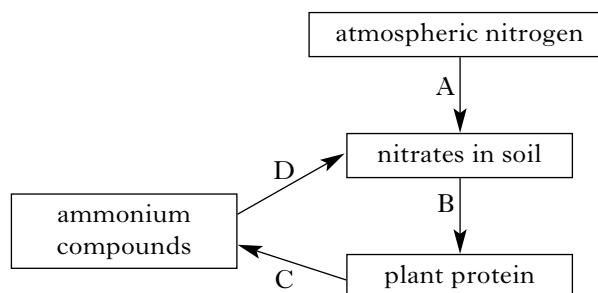 atmospheric nitrogen
A
nitrates in soil
D
B
ammonium
compounds
C
plant protein